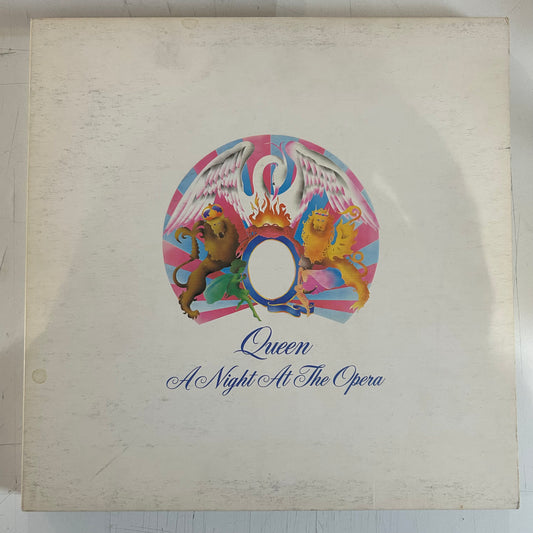 Queen
A Night At The Opera